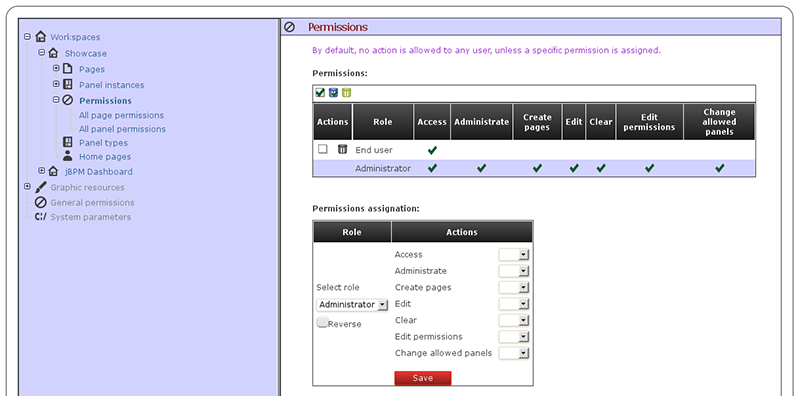 Workspaces
Showcase
Pages
Panel instances
Permissions
All page permissions
All panel permissions
Panel types
Home pages
jBPM Dashboard
Graphic resources
General permissions
System parameters
Permissions
By default, no action is allowed to any user, unless a specific permission is assigned.
Permissions:
Actions Role Access Administrate Create pages Edit Clear Edit permissions Change allowed panels
End user
Administrator
Permissions assignation:
Role Actions
Access
Administrate
Select role Create pages
Administrator Edit
Reverse Clear
Edit permissions
Change allowed panels
Save